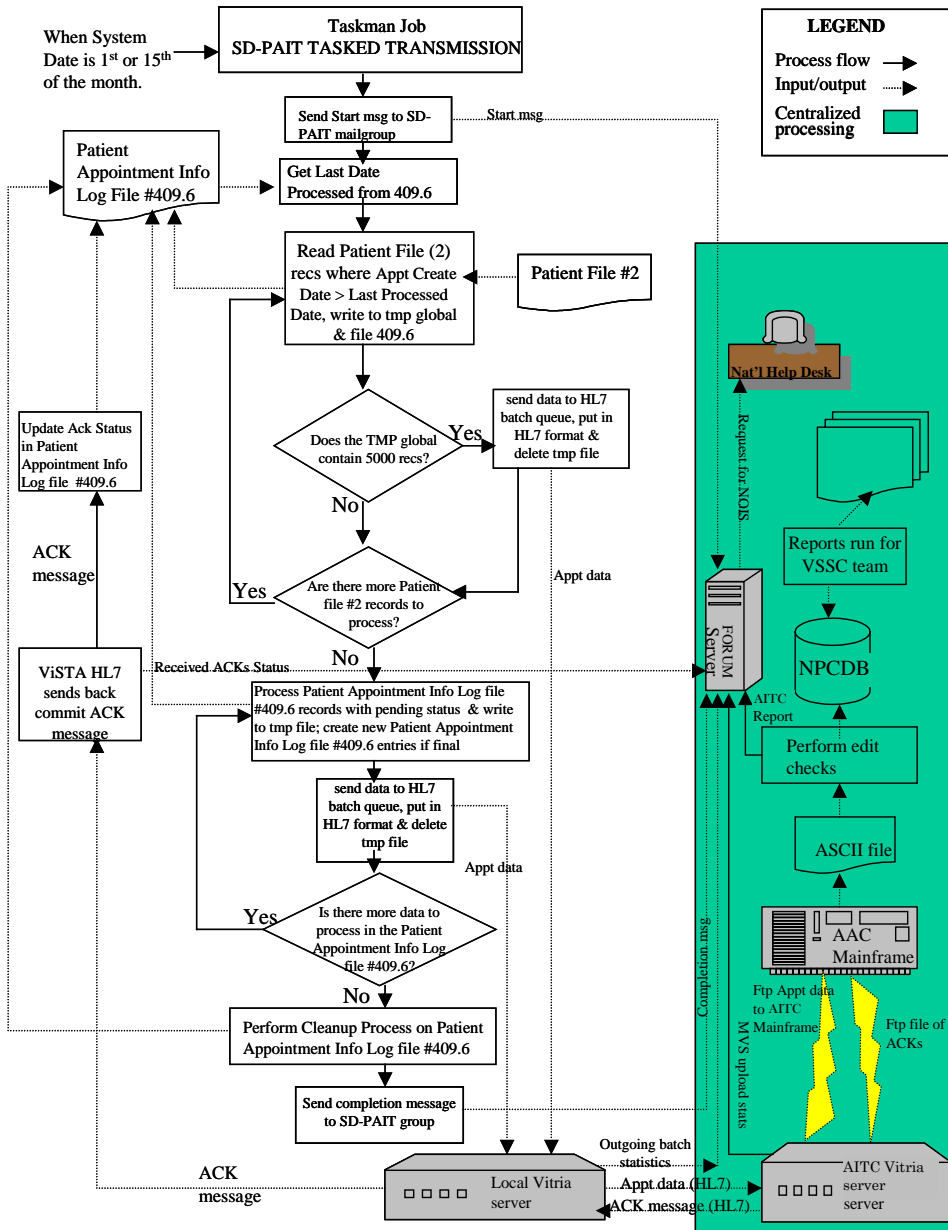 When System
Date is 1st or 15th
of the month.
Taskman Job
SD-PAIT TASKED TRANSMISSION
LEGEND
Process flow
Input/output
Centralized
processing
Send Start msg to SD-
PAIT mailgroup
Start msg
Patient
Appointment Info
Log File #409.6
Get Last Date
Processed from 409.6
Read Patient File (2)
recs where Appt Create
Date > Last Processed
Date, write to tmp global
& file 409.6
Patient File #2
Nat'l Help Desk
Request for NOIS
Update Ack Status
in Patient
Appointment Info
Log file #409.6
Does the TMP global
contain 5000 recs?
Yes
send data to HL7
batch queue, put in
HL7 format &
delete tmp file
No
ACK
message
Yes
Are there more Patient
file #2 records to
process?
Appt data
Reports run for
VSSC team
FORUM
Server
NPCDB
No
ViSTA HL7
sends back
commit ACK
message
Received ACKs Status
Process Patient Appointment Info Log file
#409.6 records with pending status & write
to tmp file; create new Patient Appointment
Info Log file #409.6 entries if final
AITC
Report
Perform edit
checks
send data to HL7
batch queue, put in
HL7 format & delete
tmp file
Appt data
ASCII file
Yes
Is there more data to
process in the Patient
Appointment Info Log
file #409.6?
AAC
Mainframe
No
Completion msg
Ftp Appt data
to AITC
Mainframe
Ftp file of
ACKs
MVS upload stats
Perform Cleanup Process on Patient
Appointment Info Log file #409.6
Send completion message
to SD-PAIT group
Outgoing batch
statistics
ACK
message
Local Vitria
server
Appt data (HL7)
ACK message (HL7)
AITC Vitria
server
server